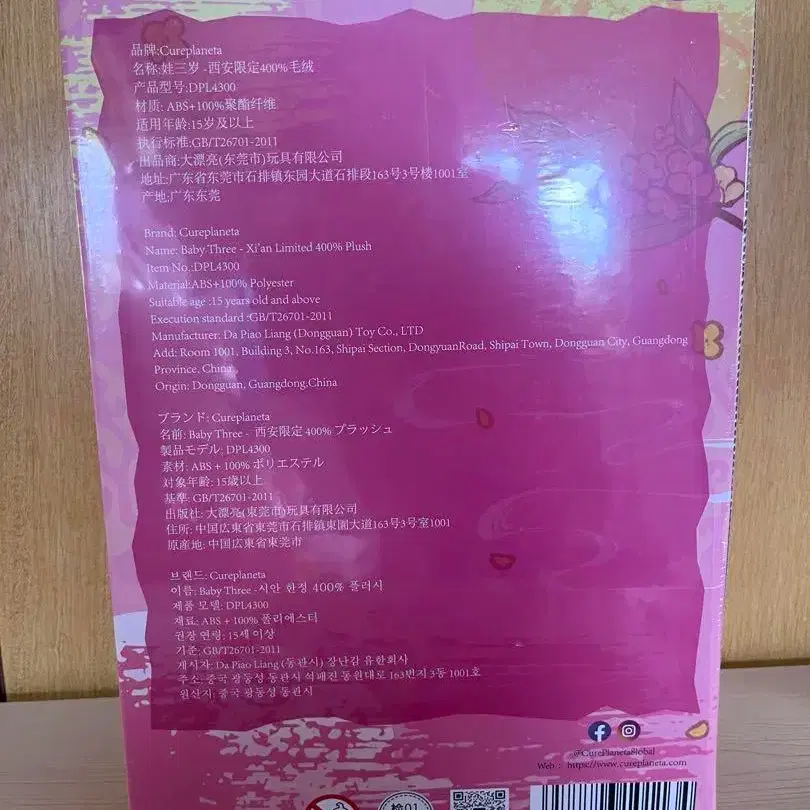 品牌:Cureplaneta
名称:娃三岁 -西安限定400%毛绒
产品型号:DPL4300
材质: ABS+100%聚酯纤维
适用年龄:15岁及以上
执行标准:GB/T26701-2011
出品商:大漂亮(东莞市)玩具有限公司
地址:广东省东莞市石排镇东园大道石排段163号3号楼1001室
产地:广东东莞
Brand: Cureplaneta
Name: Baby Three - Xi'an Limited 400% Plush
Item No.:DPL4300
Material:ABS+100% Polyester
Suitable age :15 years old and above
Execution standard :GB/T26701-2011
Manufacturer: Da Piao Liang (Dongguan) Toy Co., LTD
Add: Room 1001, Building 3, No.163, Shipai Section, DongyuanRoad, Shipai Town, Dongguan City, Guangdong
Province, China
Origin: Dongguan, Guangdong,China
ブランド: Cureplaneta
名前: Baby Three - 西安限定 400% プラッシュ
製品モデル: DPL4300
素材: ABS + 100% ポリエステル
対象年齢: 15歳以上
基準: GB/T26701-2011
出版社: 大漂亮(東莞市)玩具有限公司
住所: 中国広東省東莞市石排鎮東園大道163号3号室1001
原産地: 中国広東省東莞市
브랜드: Cureplaneta
이름: Baby Three -시안 한정 400% 플러시
제품 모델: DPL4300
재료: ABS + 100% 폴리에스터
권장 연령: 15세 이상
기준: GB/T26701-2011
게시자: Da Piao Liang (동관시) 장난감 유한회사
주소: 중국 광동성 동관시 석패진 동원대로 163번지 3동 1001호
원산지: 중국 광동성 동관시
@CurePlanetaGlobal
Web： https://www.cureplaneta.com
检01